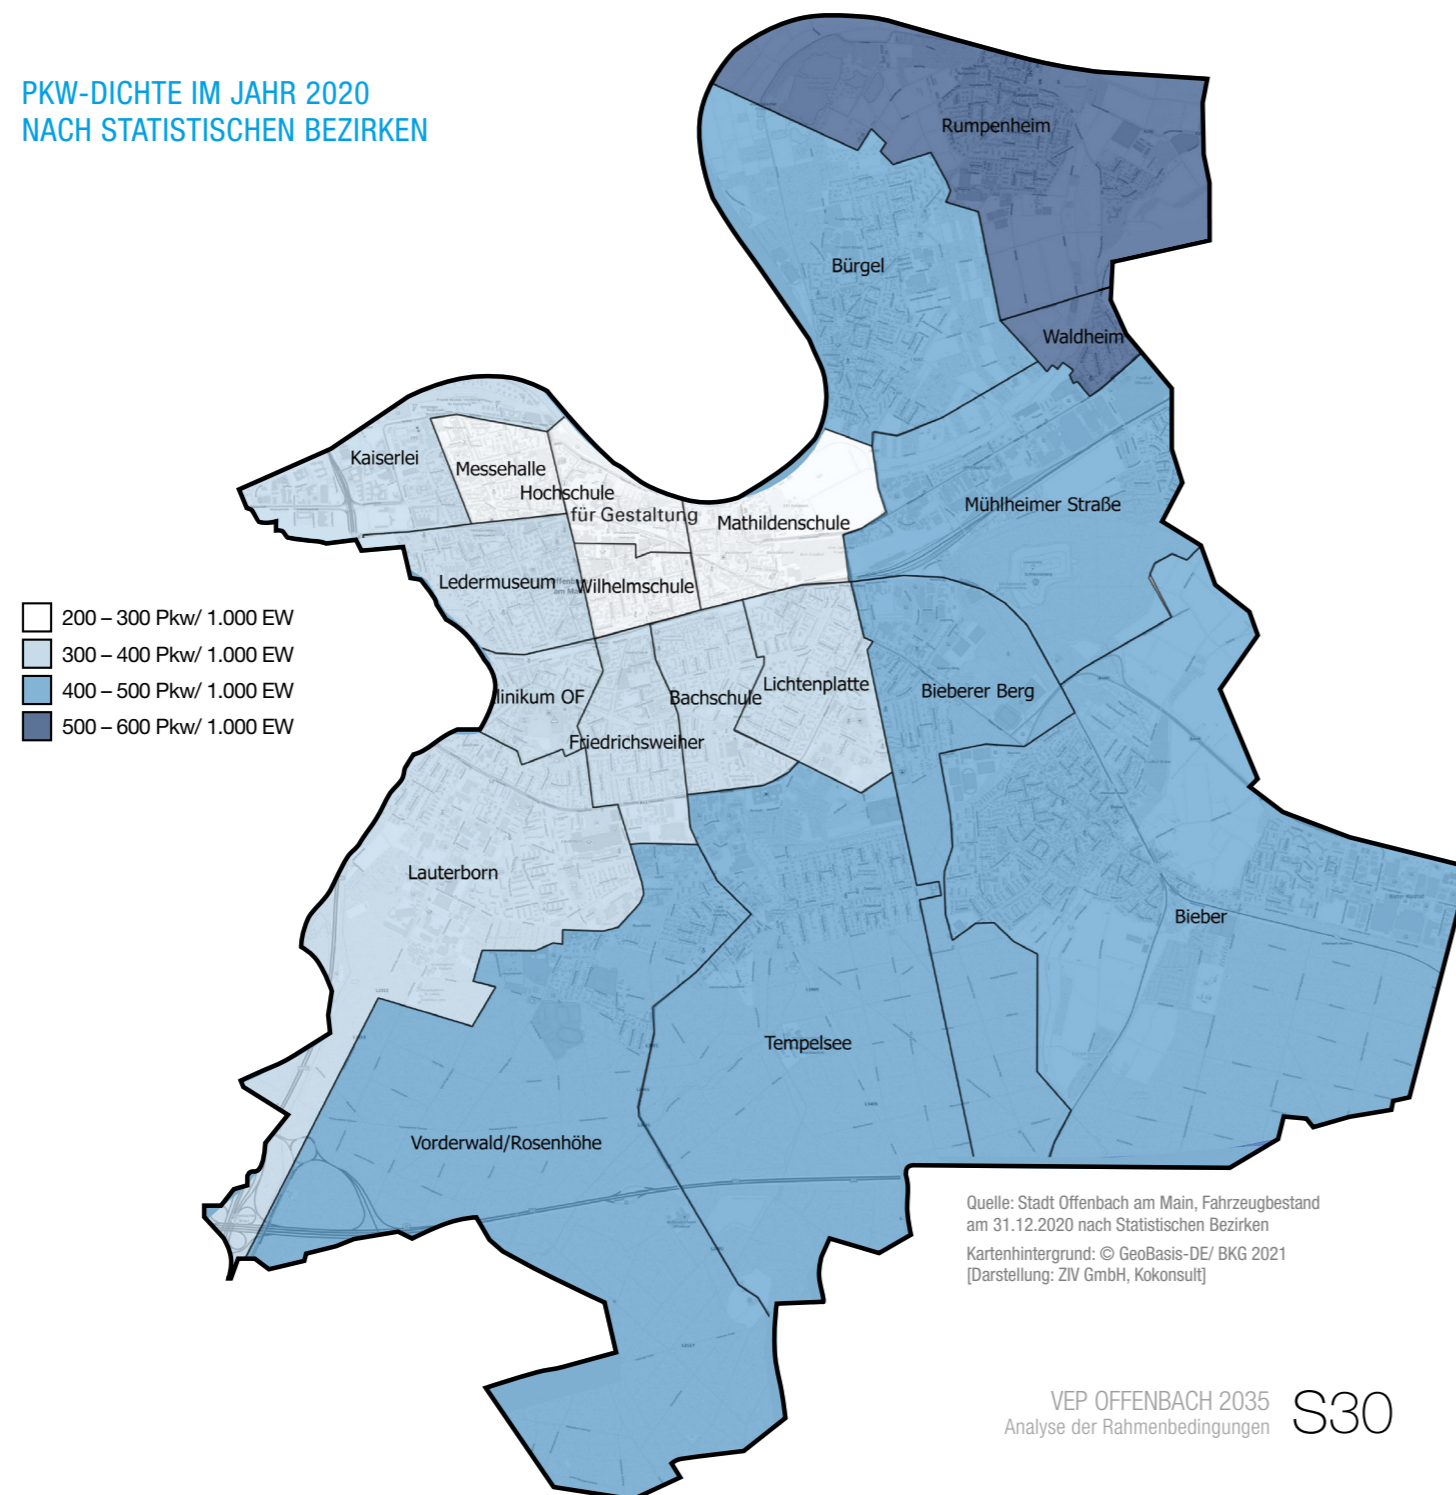 PKW-DICHTE IM JAHR 2020
NACH STATISTISCHEN BEZIRKEN
Rumpenheim
Bürgel
Waldheim
Kaiserlei
Messehalle
Hochschule
für Gestaltung
Mathildenschule
Mühlheimer Straße
Ledermuseum
Wilhelmschule
200 – 300 Pkw/ 1.000 EW
300 – 400 Pkw/ 1.000 EW
400 – 500 Pkw/ 1.000 EW
500 – 600 Pkw/ 1.000 EW
linikum OF
Bachschule
Lichtenplatte
Bieberer Berg
Friedrichsweiher
Lauterborn
Bieber
Tempelsee
Vorderwald/Rosenhöhe
Quelle: Stadt Offenbach am Main, Fahrzeugbestand
am 31.12.2020 nach Statistischen Bezirken
Kartenhintergrund: © GeoBasis-DE/ BKG 2021
[Darstellung: ZIV GmbH, Kokonsult]
VEP OFFENBACH 2035
Analyse der Rahmenbedingungen
S30